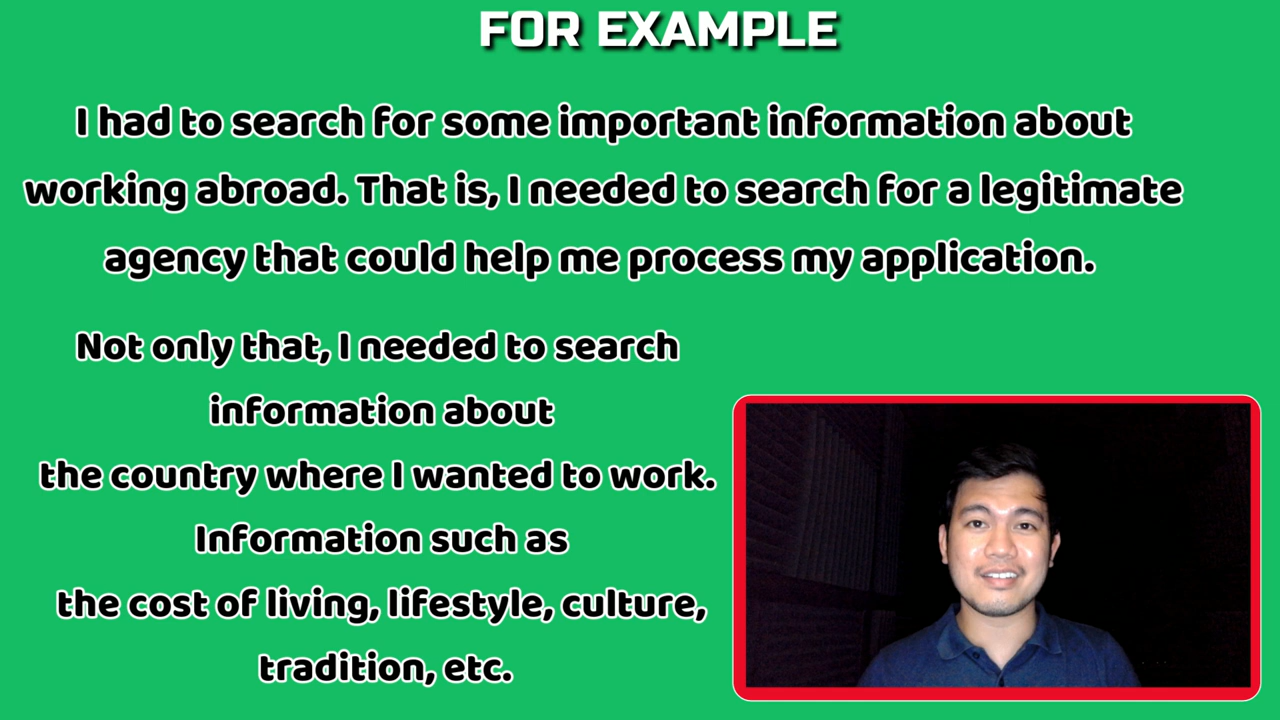 FOR EXAMPLE
I had to search for some important information about
working abroad. That is, I needed to search for a legitimate
agency that could help me process my application.
Not only that, I needed to search
information about
the country where I wanted to work.
Information such as
the cost of living, lifestyle, culture,
tradition, etc.